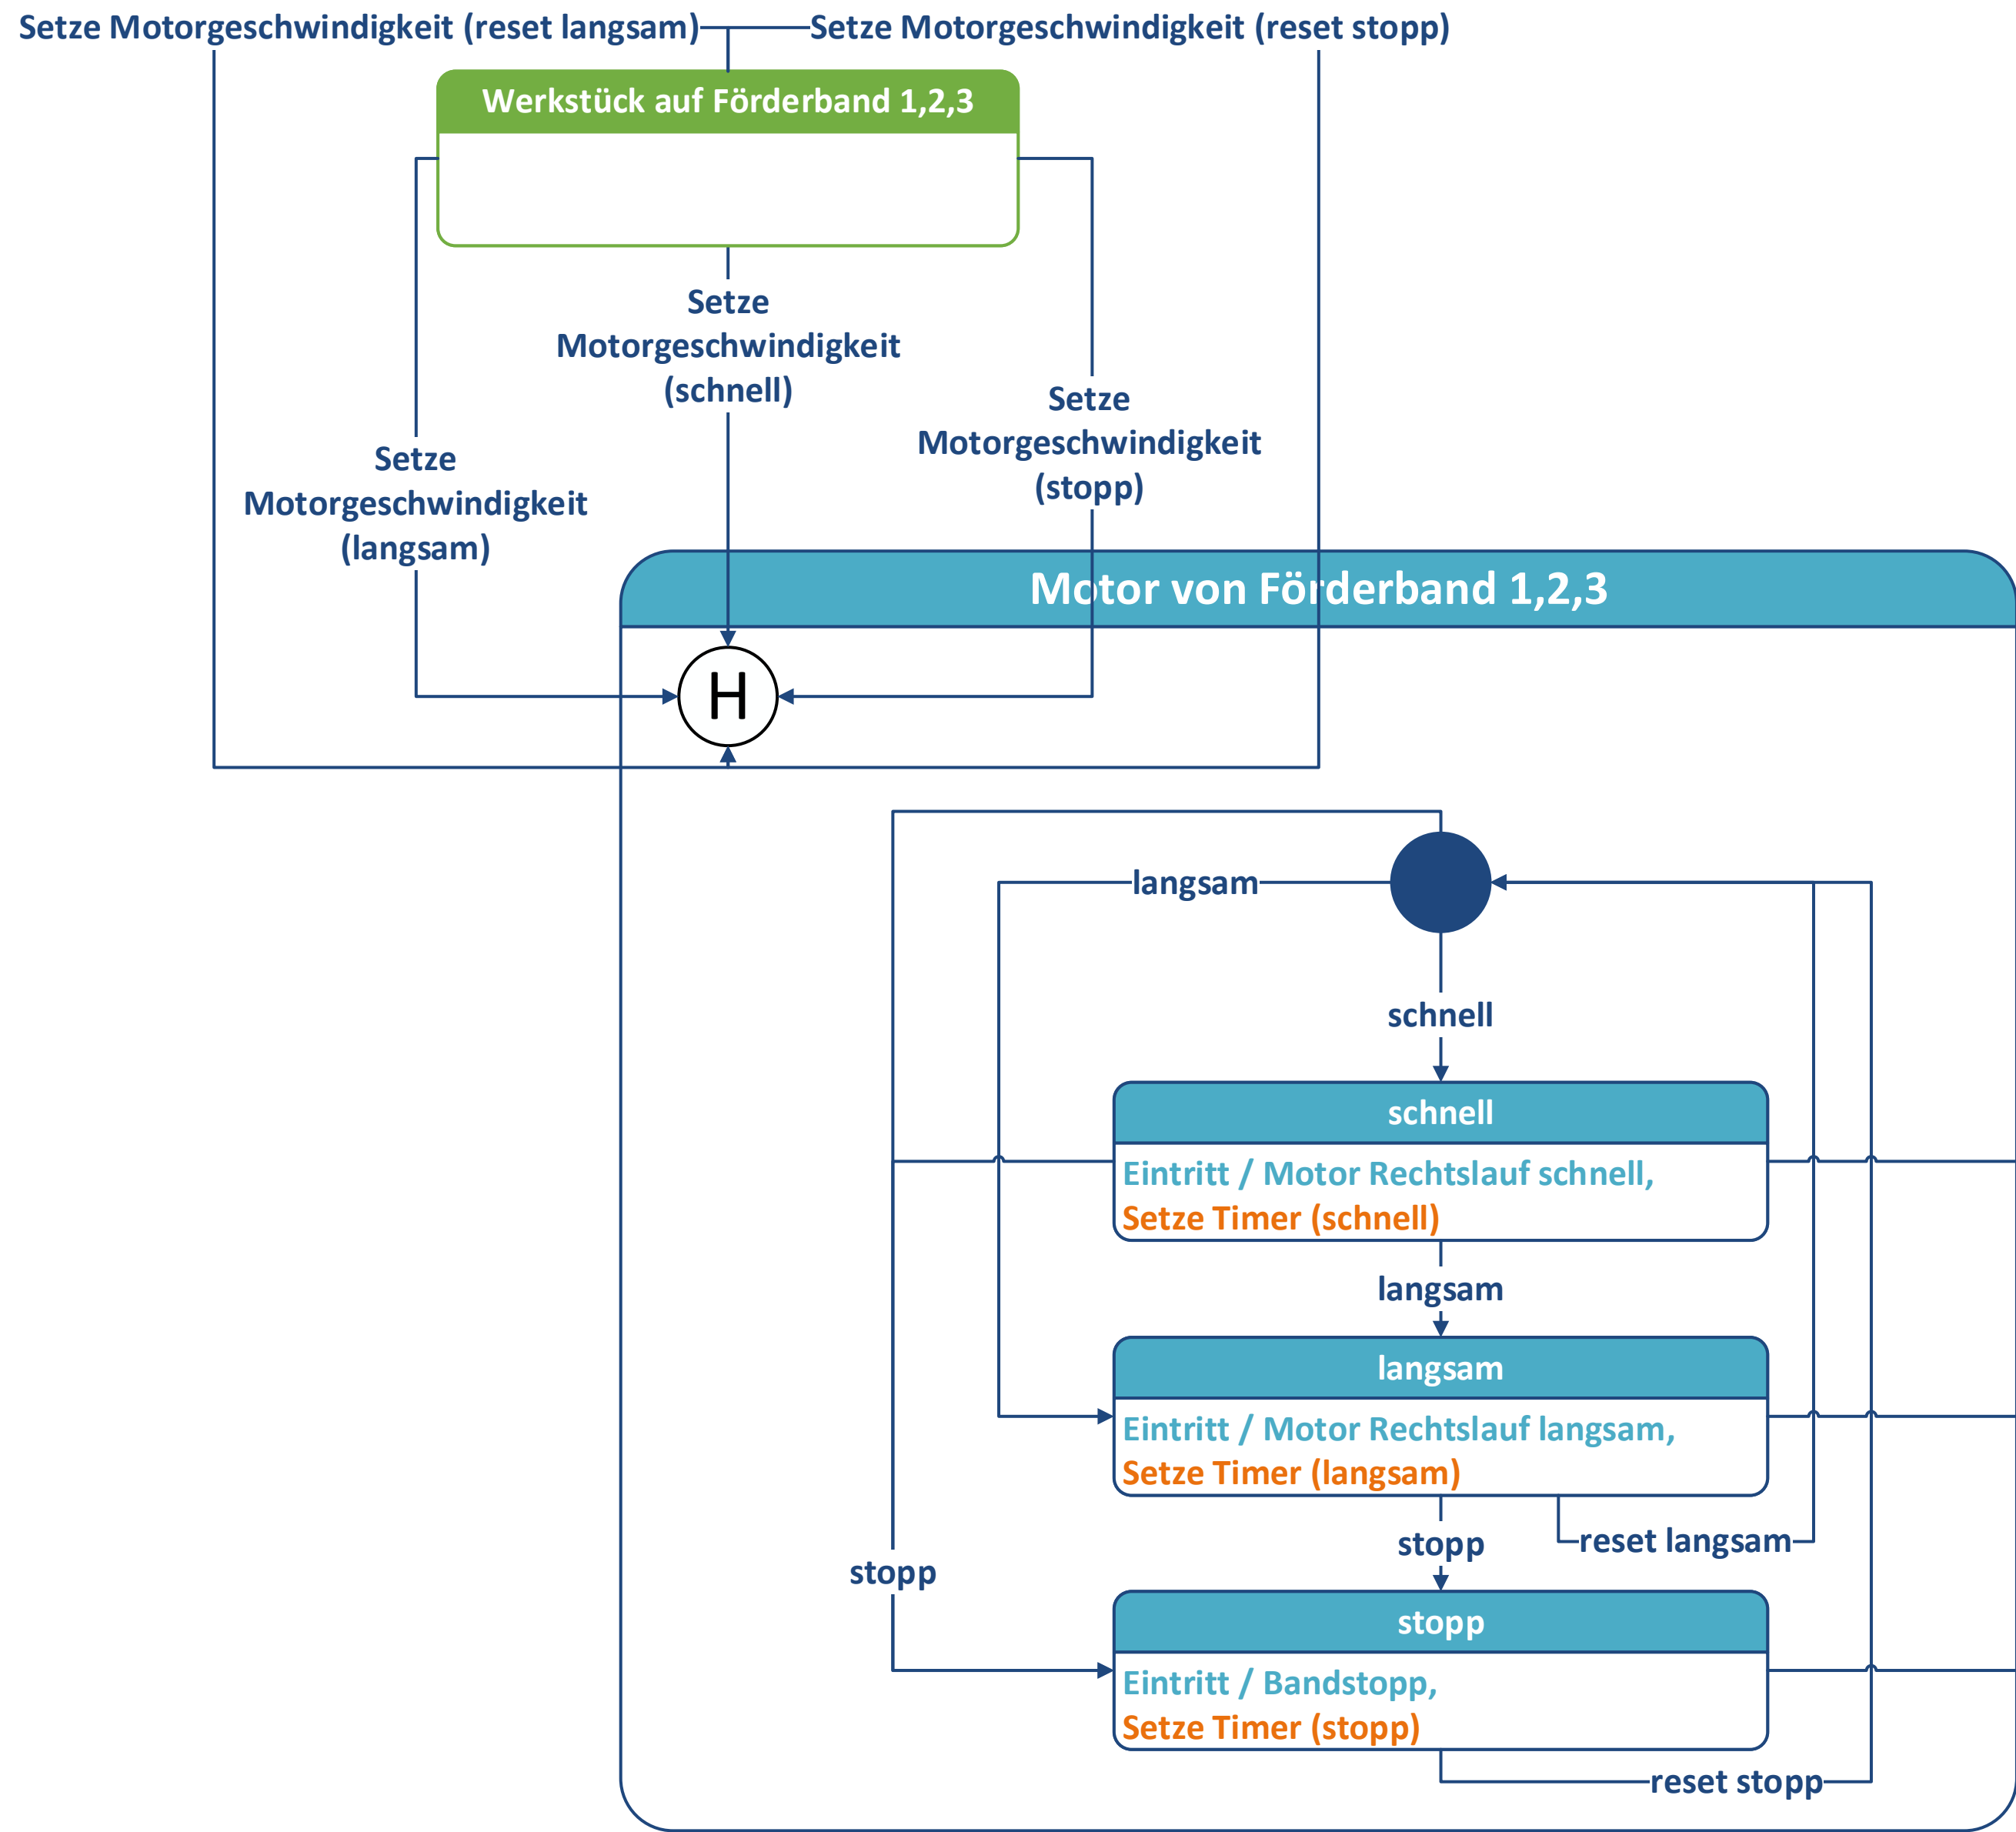 Setze Motorgeschwindigkeit (reset langsam)
Setze Motorgeschwindigkeit (reset stopp)
Werkstück auf Förderband 1,2,3
Setze
Motorgeschwindigkeit
(schnell)
Setze
Motorgeschwindigkeit
(stopp)
Setze
Motorgeschwindigkeit
(langsam)
Motor von Förderband 1,2,3
H
langsam
schnell
schnell
Eintritt / Motor Rechtslauf schnell,
Setze Timer (schnell)
langsam
langsam
Eintritt / Motor Rechtslauf langsam,
Setze Timer (langsam)
stopp
reset langsam
stopp
stopp
Eintritt / Bandstopp,
Setze Timer (stopp)
reset stopp